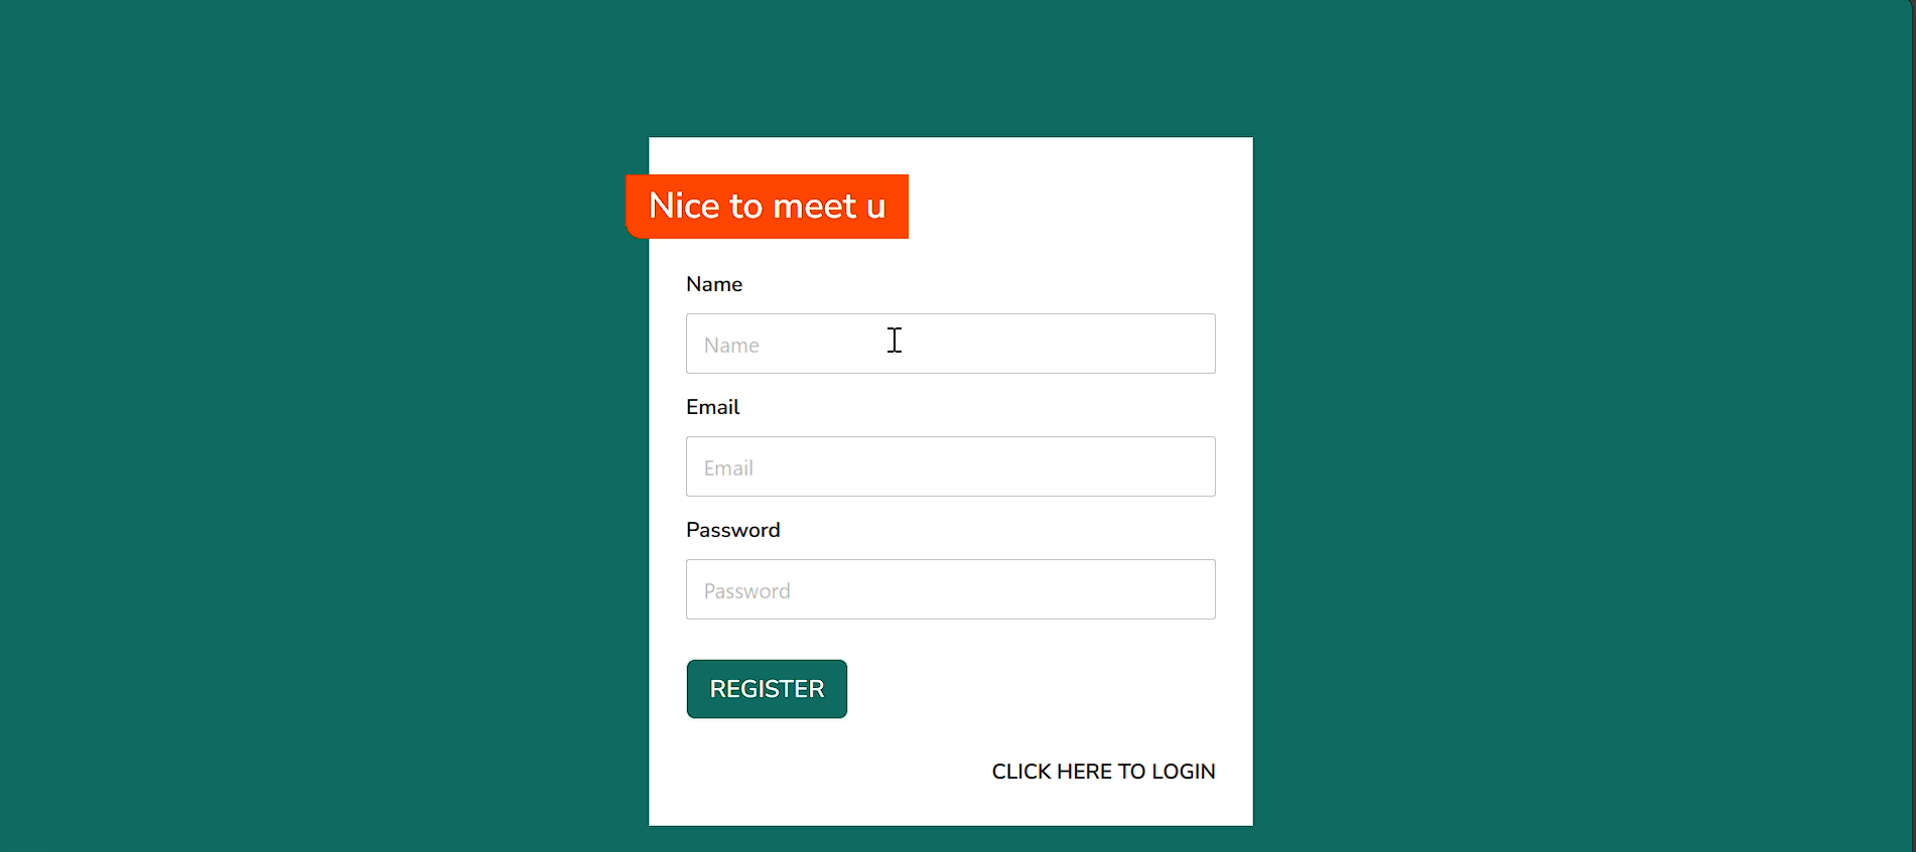 Nice to meet u
Name
Name
Email
Email
Password
Password
REGISTER
CLICK HERE TO LOGIN